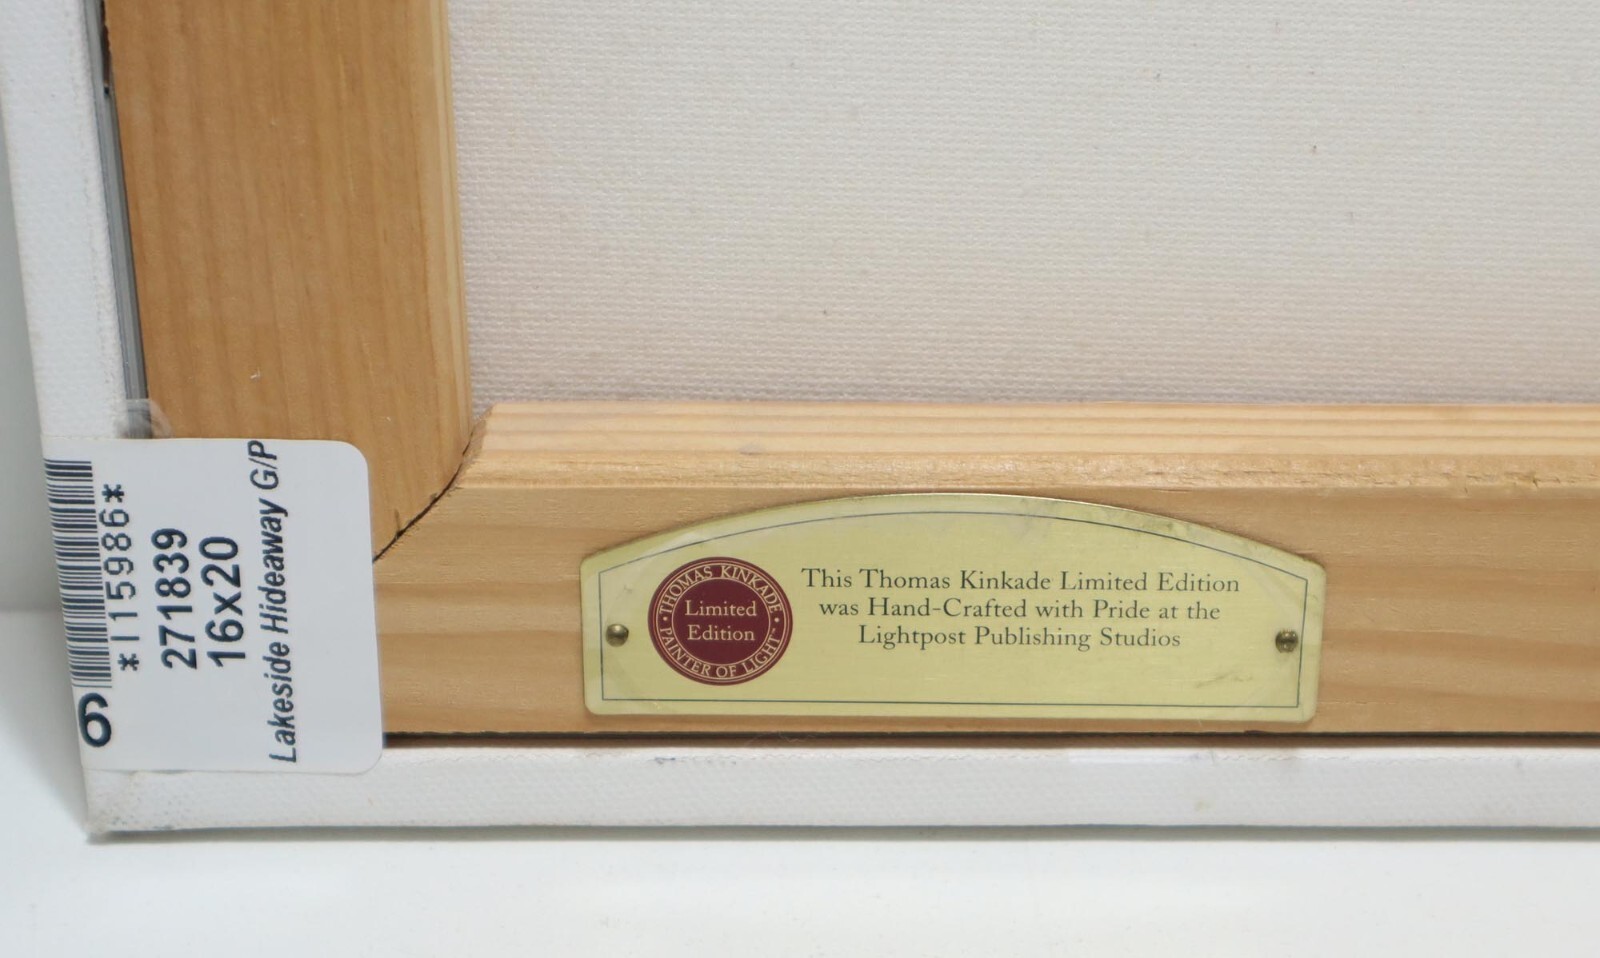 *115986*
271839
16x20
Lakeside Hideaway G/P
6
THOMAS KINKADE
Limited
Edition
PAINTER OF LIGHT™
This Thomas Kinkade Limited Edition
was Hand-Crafted with Pride at the
Lightpost Publishing Studios